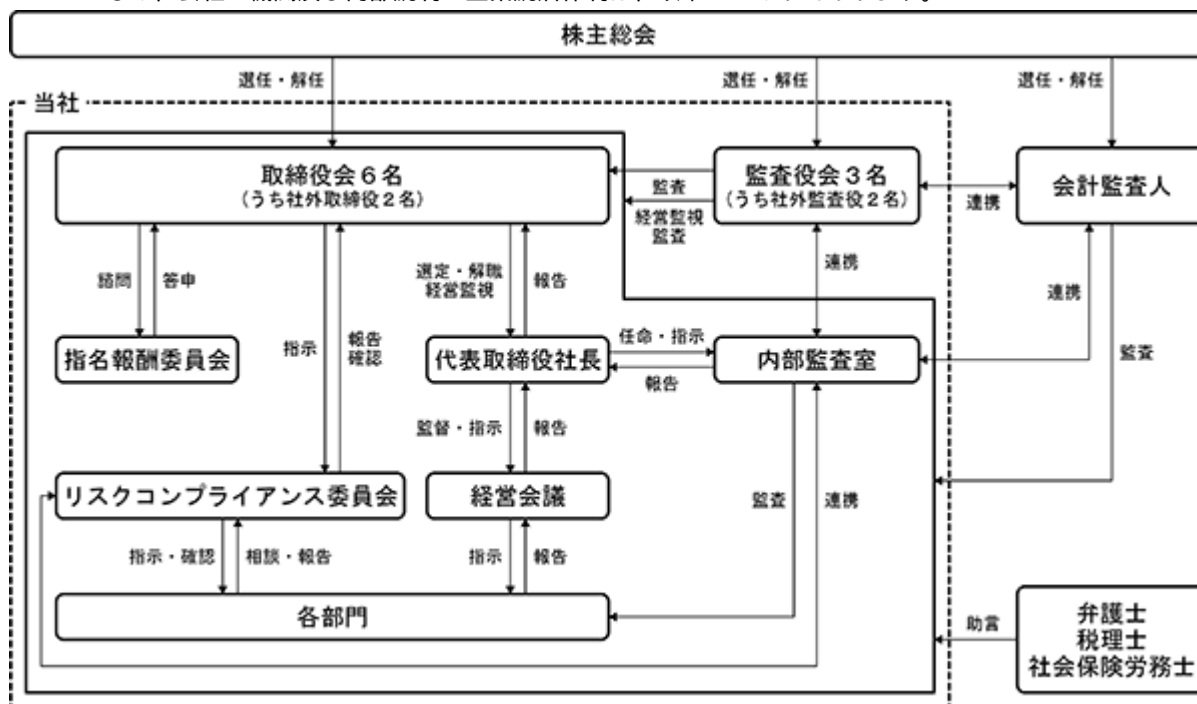 株主総会
選任・解任
選任・解任
選任・解任
当社
取締役会6名
(うち社外取締役2名)
監査
経営監視
監査
監査役会3名
(うち社外監査役2名)
連携
会計監査人
諮問
答申
指示
報告
確認
選定・解職
経営監視
報告
連携
連携
監査
指名報酬委員会
代表取締役社長
任命・指示
報告
内部監査室
監督・指示
報告
リスクコンプライアンス委員会
経営会議
監査
連携
指示・確認
相談・報告
指示
報告
各部門
助言
弁護士
税理士
社会保険労務士